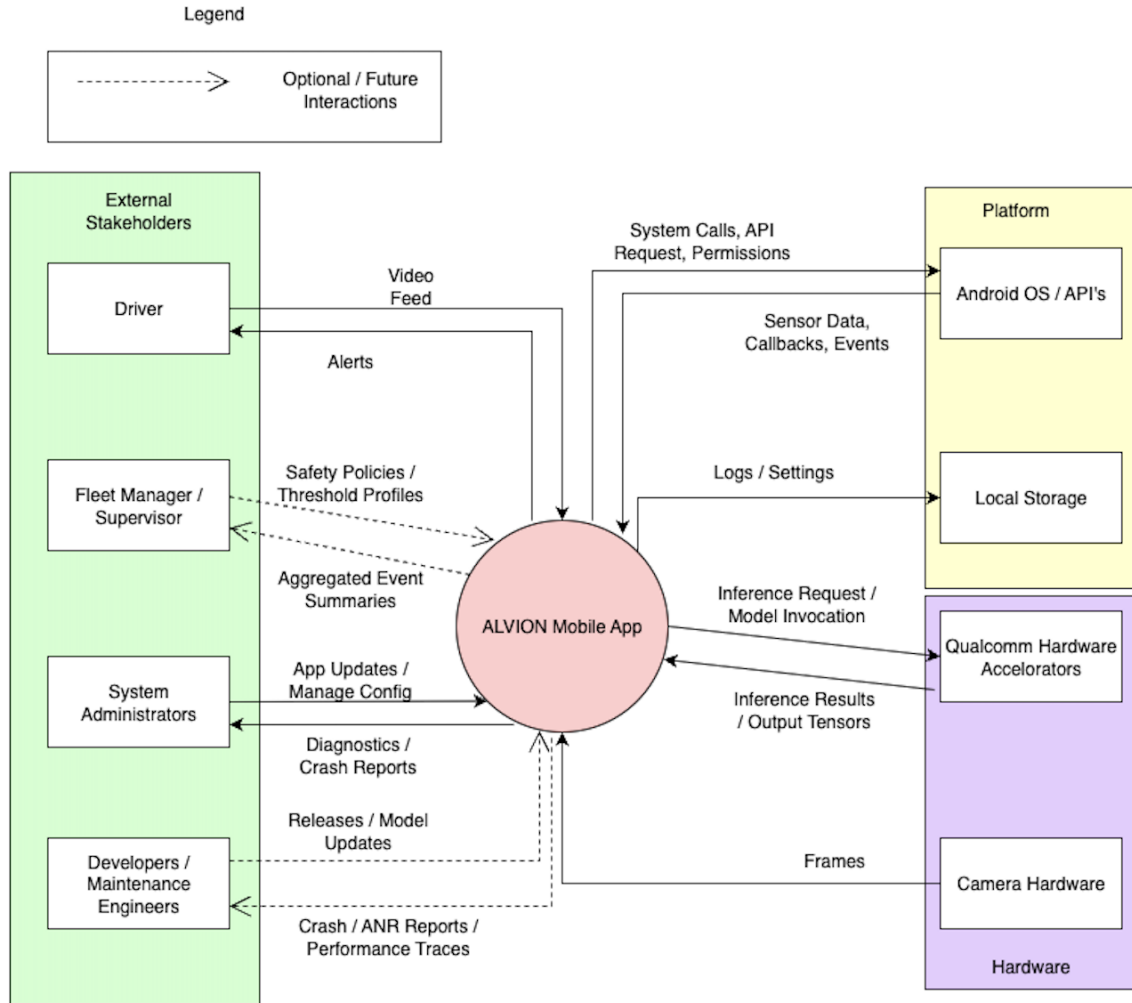 Legend
Optional / Future
Interactions
External
Stakeholders
Driver
Video
Feed
Alerts
Fleet Manager /
Supervisor
Safety Policies /
Threshold Profiles
Aggregated Event
Summaries
System
Administrators
App Updates /
Manage Config
Diagnostics /
Crash Reports
Developers /
Maintenance
Engineers
Releases / Model
Updates
Crash / ANR Reports /
Performance Traces
ALVION Mobile App
System Calls, API
Request, Permissions
Sensor Data,
Callbacks, Events
Logs / Settings
Inference Request /
Model Invocation
Inference Results
/ Output Tensors
Frames
Platform
Android OS / API's
Local Storage
Qualcomm Hardware
Accelorators
Camera Hardware
Hardware